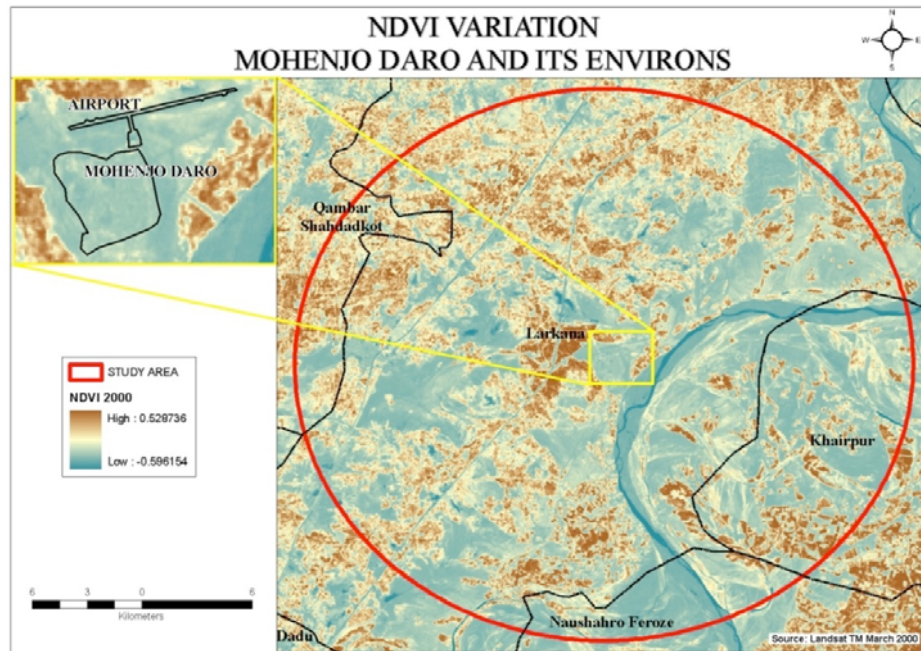 NDVI VARIATION
MOHENJO DARO AND ITS ENVIRONS
N
W
E
S
AIRPORT
MOHENJO DARO
Qambar
Shahdadkot
Larkana
Khairpur
STUDY AREA
NDVI 2000
High : 0.528736
Low : -0.596154
6 3 0 6
Kilometers
Dadu
Naushahro Feroze
Source: Landsat TM March 2000